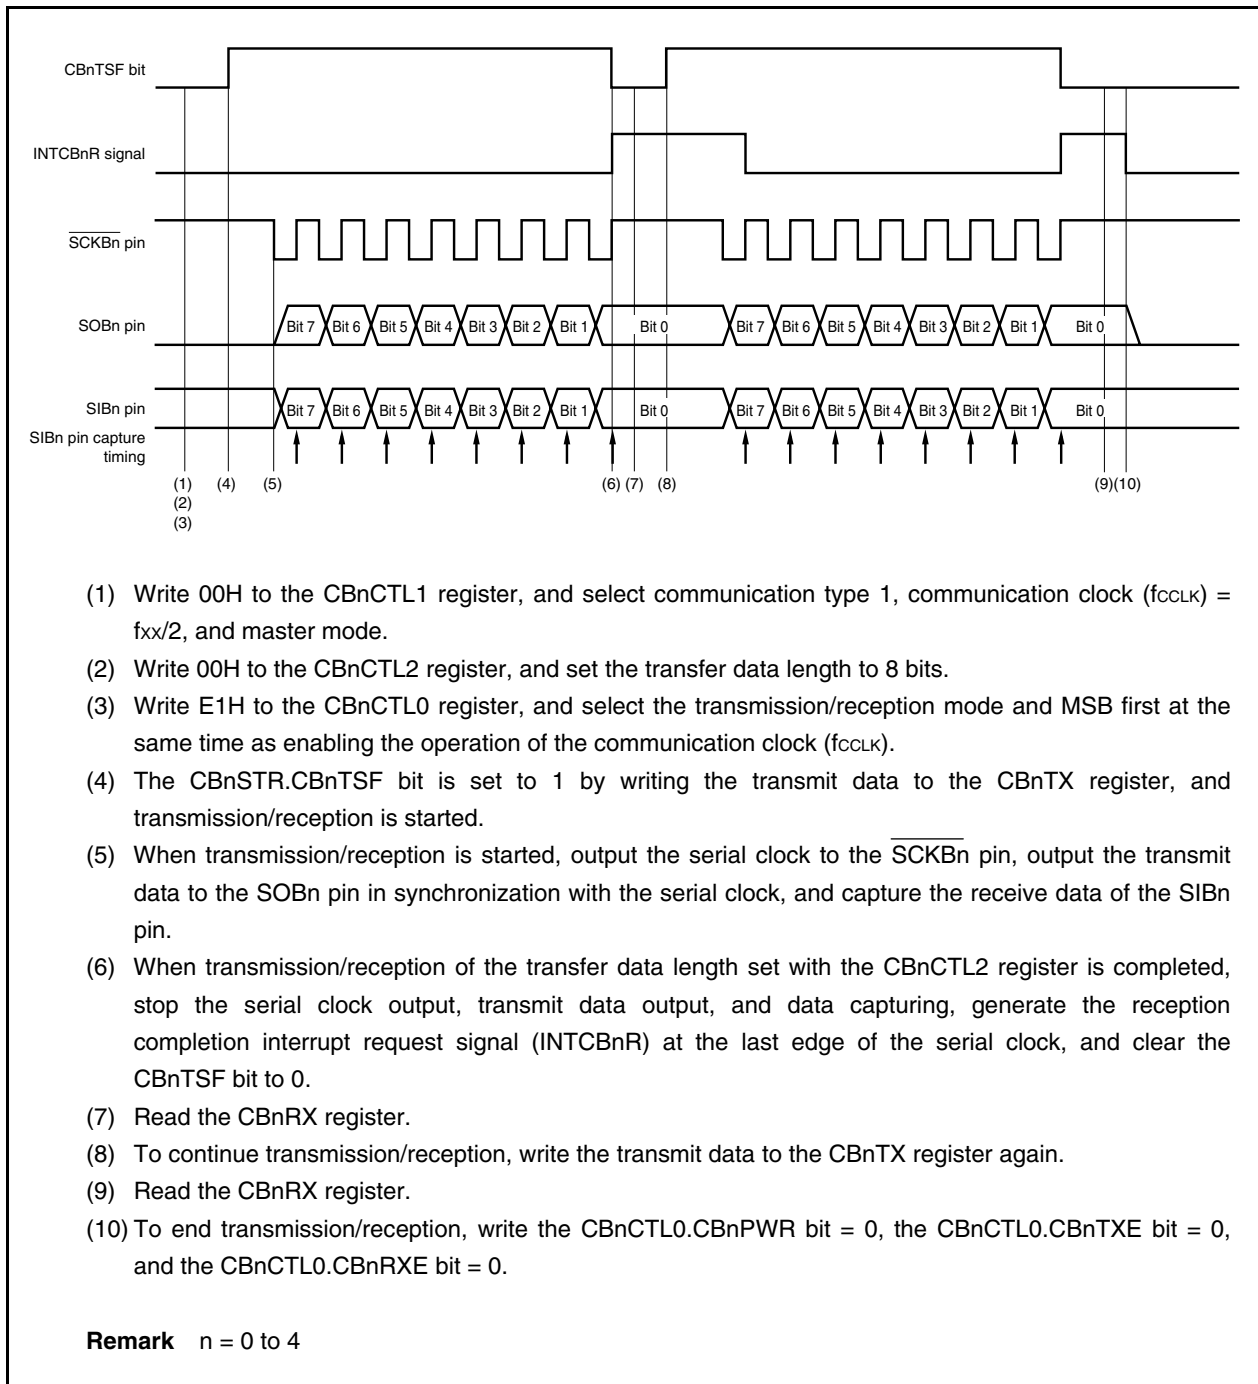 CBnTSF bit
INTCBnR signal
SCKBn pin
SOBn pin
Bit 7 Bit 6 Bit 5 Bit 4 Bit 3 Bit 2 Bit 1 Bit 0 Bit 7 Bit 6 Bit 5 Bit 4 Bit 3 Bit 2 Bit 1 Bit 0
SIBn pin
Bit 7 Bit 6 Bit 5 Bit 4 Bit 3 Bit 2 Bit 1 Bit 0 Bit 7 Bit 6 Bit 5 Bit 4 Bit 3 Bit 2 Bit 1 Bit 0
SIBn pin capture
timing
(1) (4) (5) (6) (7) (8) (9) (10)
(2)
(3)
(1) Write 00H to the CBnCTL1 register, and select communication type 1, communication clock (fCCLK) =
fXX/2, and master mode.
(2) Write 00H to the CBnCTL2 register, and set the transfer data length to 8 bits.
(3) Write E1H to the CBnCTL0 register, and select the transmission/reception mode and MSB first at the
same time as enabling the operation of the communication clock (fCCLK).
(4) The CBnSTR.CBnTSF bit is set to 1 by writing the transmit data to the CBnTX register, and
transmission/reception is started.
(5) When transmission/reception is started, output the serial clock to the SCKBn pin, output the transmit
data to the SOBn pin in synchronization with the serial clock, and capture the receive data of the SIBn
pin.
(6) When transmission/reception of the transfer data length set with the CBnCTL2 register is completed,
stop the serial clock output, transmit data output, and data capturing, generate the reception
completion interrupt request signal (INTCBnR) at the last edge of the serial clock, and clear the
CBnTSF bit to 0.
(7) Read the CBnRX register.
(8) To continue transmission/reception, write the transmit data to the CBnTX register again.
(9) Read the CBnRX register.
(10) To end transmission/reception, write the CBnCTL0.CBnPWR bit = 0, the CBnCTL0.CBnTXE bit = 0,
and the CBnCTL0.CBnRXE bit = 0.
Remark n = 0 to 4